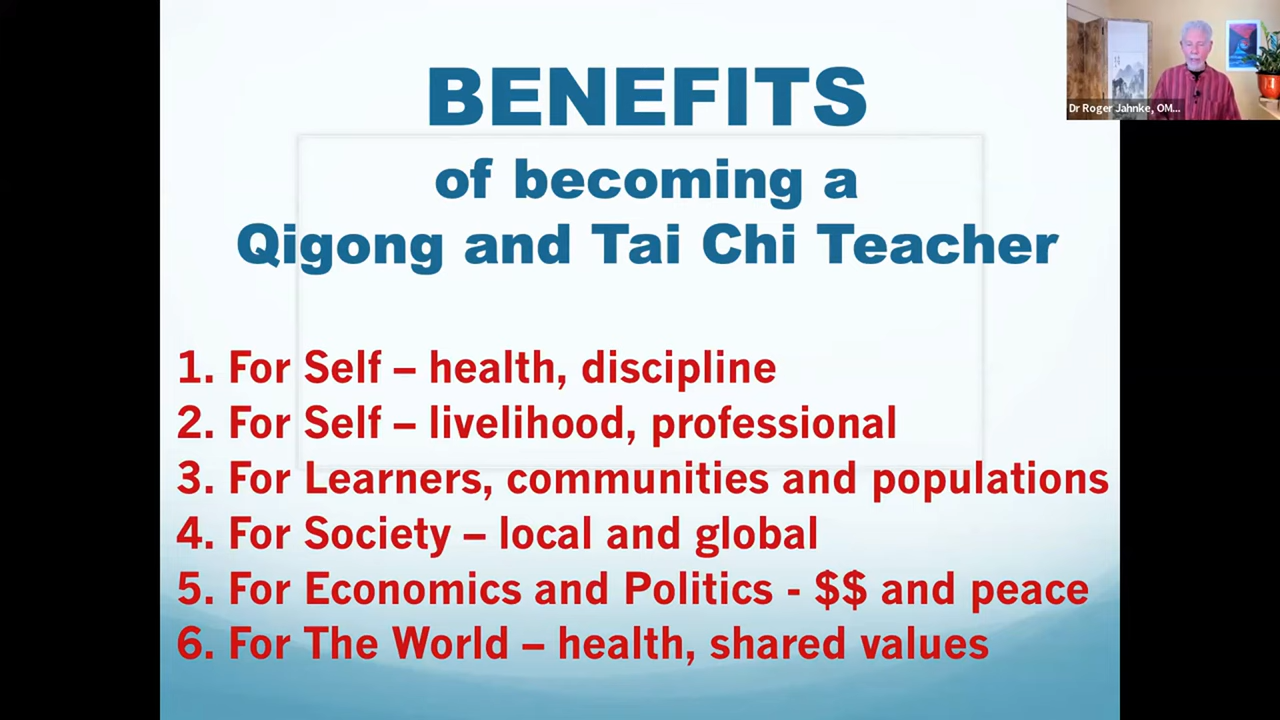 BENEFITS
of becoming a
Qigong and Tai Chi Teacher
1. For Self – health, discipline
2. For Self – livelihood, professional
3. For Learners, communities and populations
4. For Society – local and global
5. For Economics and Politics - $$ and peace
6. For The World – health, shared values
Dr Roger Jahnke, OM...